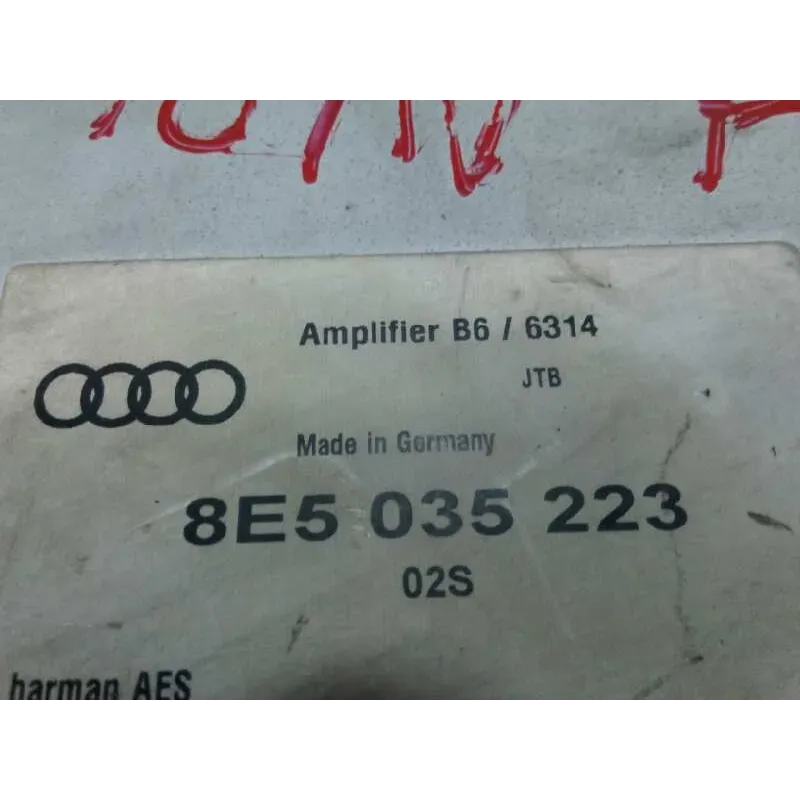 Amplifier B6 / 6314
JTB
Made in Germany
8E5 035 223
02S
harman AES